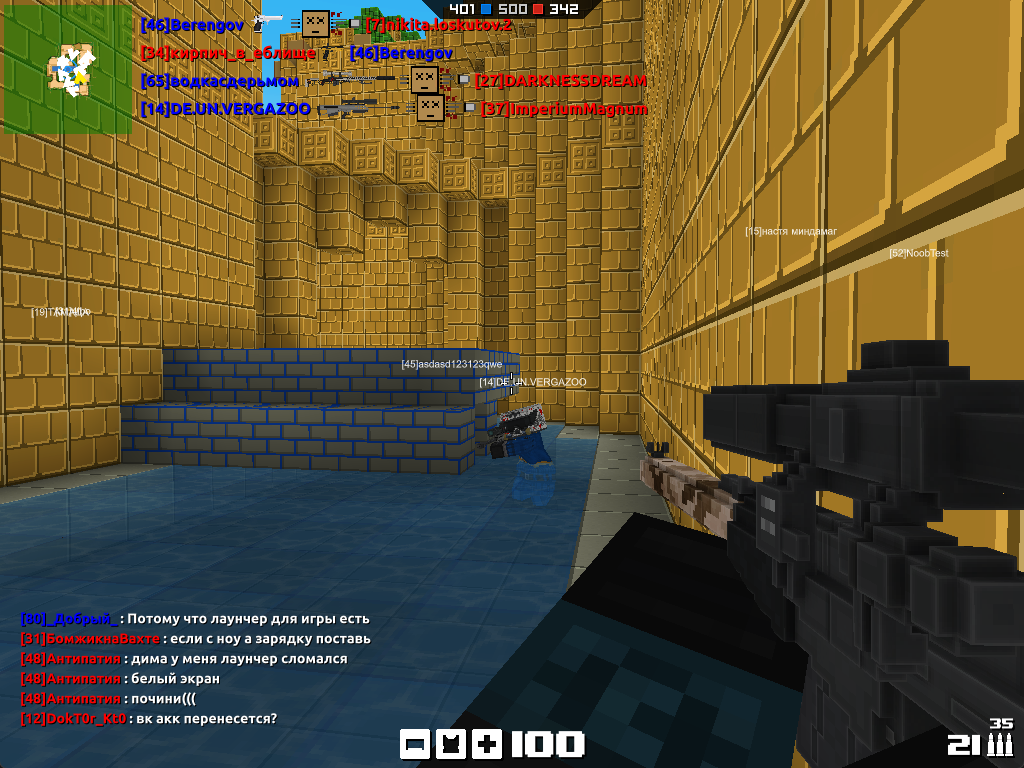 401 500 342
[46]Berengov [7]nikita.loskutov.2
[34]кирпич_в_еблище [46]Berengov
[65]водкасдерьмом [27]DARKNESSDREAM
[14]DE.UN.VERGAZOO [37]ImperiumMagnum
[15]настя миндамаг
[52]NoobTest
[45]asdasd123123qwe
[14]DE.UN.VERGAZOO
[80]_Добрый_ : Потому что лаунчер для игры есть
[31]БомжикнаВахте : если с ноу а зарядку поставь
[48]Антипатия : дима у меня лаунчер сломался
[48]Антипатия : белый экран
[48]Антипатия : почини(((
[12]DokT0r_Kt0 : вк акк перенесется?
100
35
21